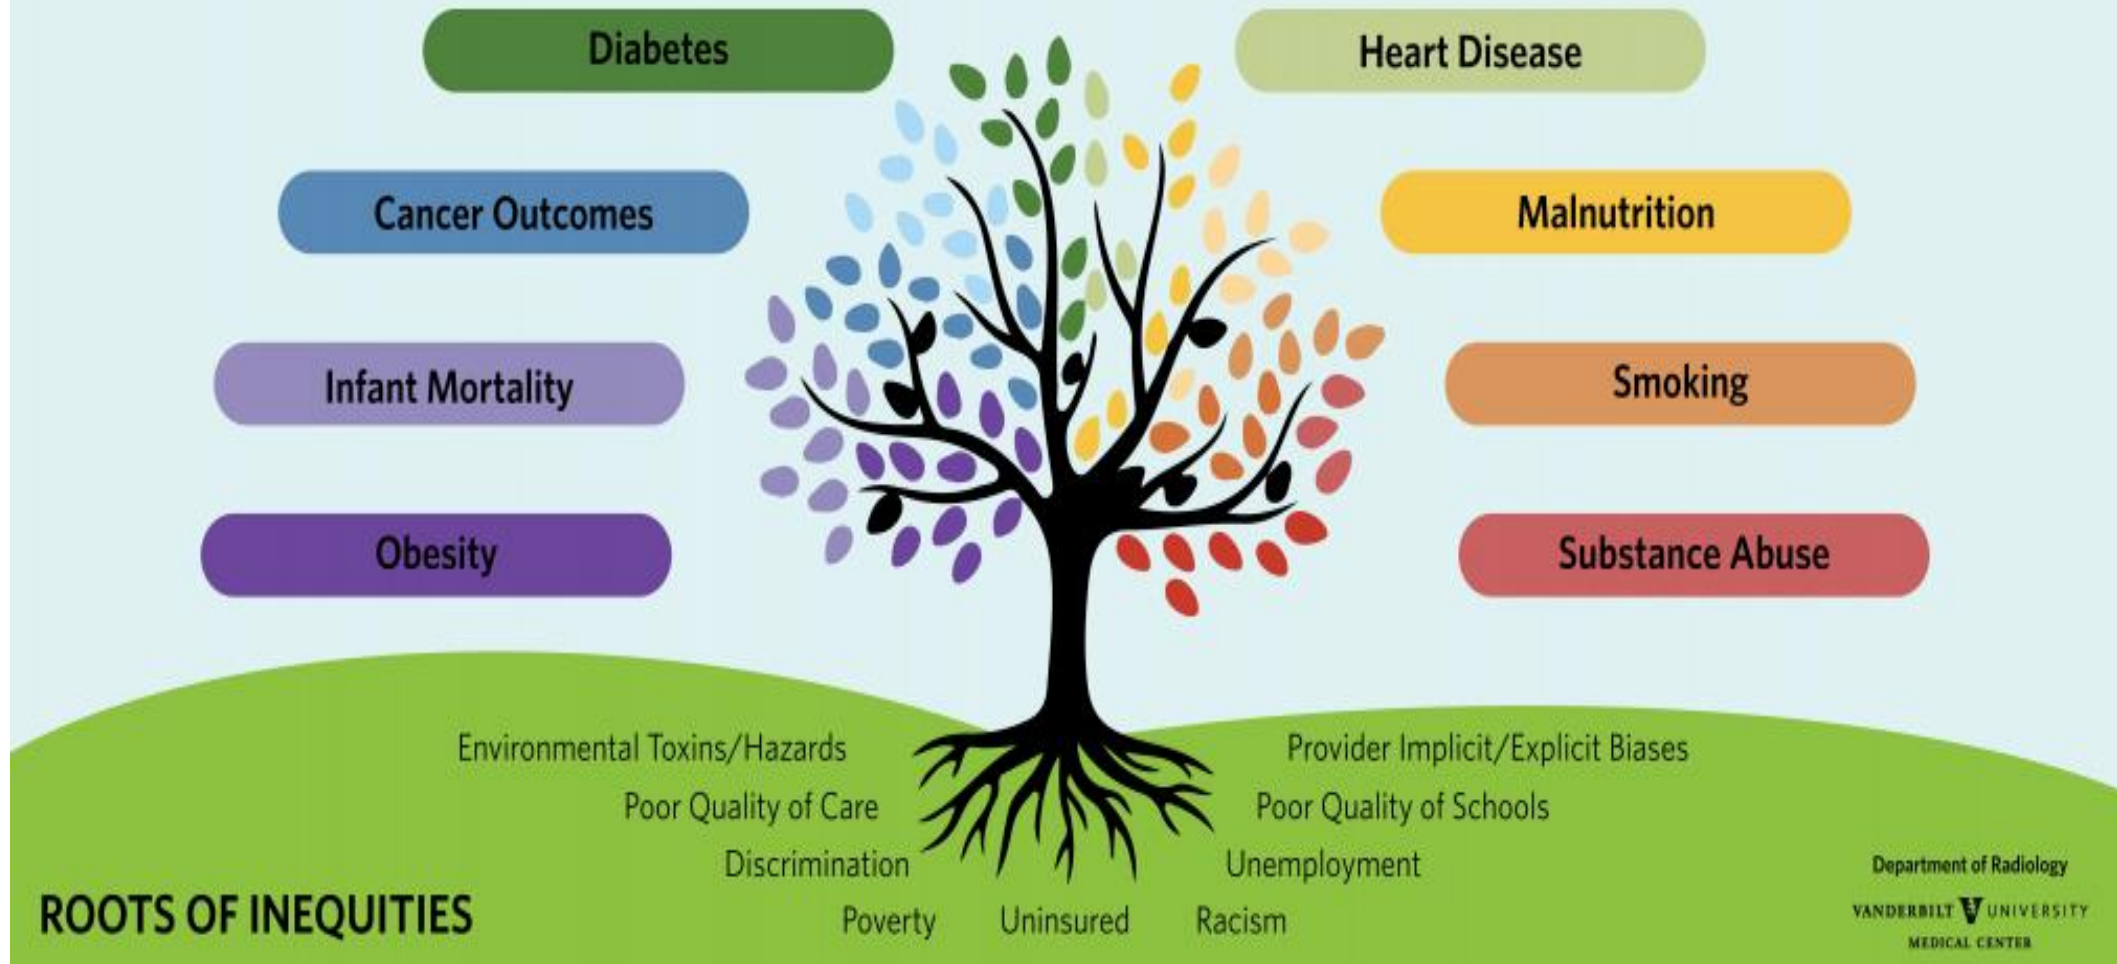 Diabetes
Heart Disease
Cancer Outcomes
Malnutrition
Infant Mortality
Smoking
Obesity
Substance Abuse
Environmental Toxins/Hazards
Provider Implicit/Explicit Biases
Poor Quality of Care
Poor Quality of Schools
Discrimination
Unemployment
Poverty
Uninsured
Racism
ROOTS OF INEQUITIES
Department of Radiology
VANDERBILT UNIVERSITY
MEDICAL CENTER